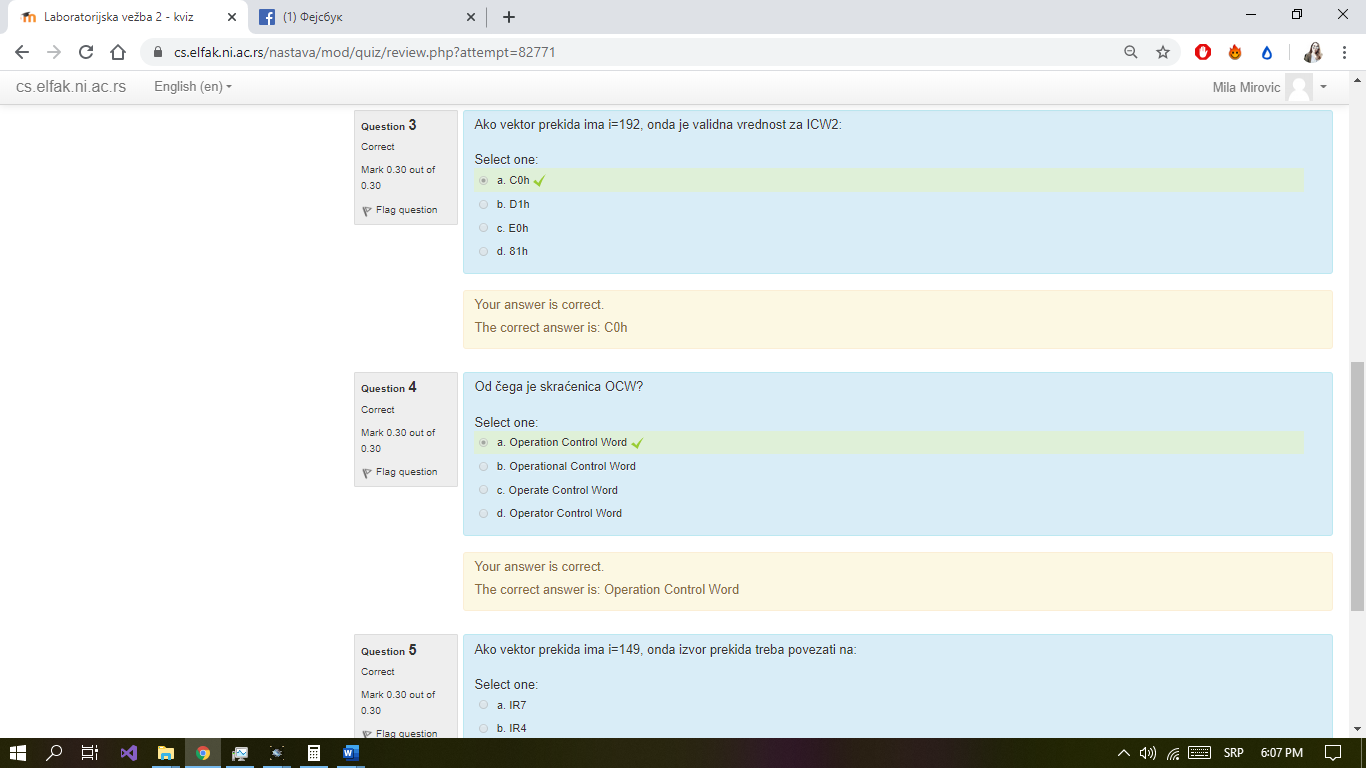 Laboratorijska vežba 2 - kviz
(1) Фејсбук
cs.elfak.ni.ac.rs/nastava/mod/quiz/review.php?attempt=82771
cs.elfak.ni.ac.rs
English (en)
Mila Mirovic
Question 3
Correct
Mark 0.30 out of
0.30
Flag question
Ako vektor prekida ima i=192, onda je validna vrednost za ICW2:
Select one:
a. C0h
b. D1h
c. E0h
d. 81h
Your answer is correct.
The correct answer is: C0h
Question 4
Correct
Mark 0.30 out of
0.30
Flag question
Od čega je skraćenica OCW?
Select one:
a. Operation Control Word
b. Operational Control Word
c. Operate Control Word
d. Operator Control Word
Your answer is correct.
The correct answer is: Operation Control Word
Question 5
Correct
Mark 0.30 out of
0.30
Flag question
Ako vektor prekida ima i=149, onda izvor prekida treba povezati na:
Select one:
a. IR7
b. IR4
SRP
6:07 PM